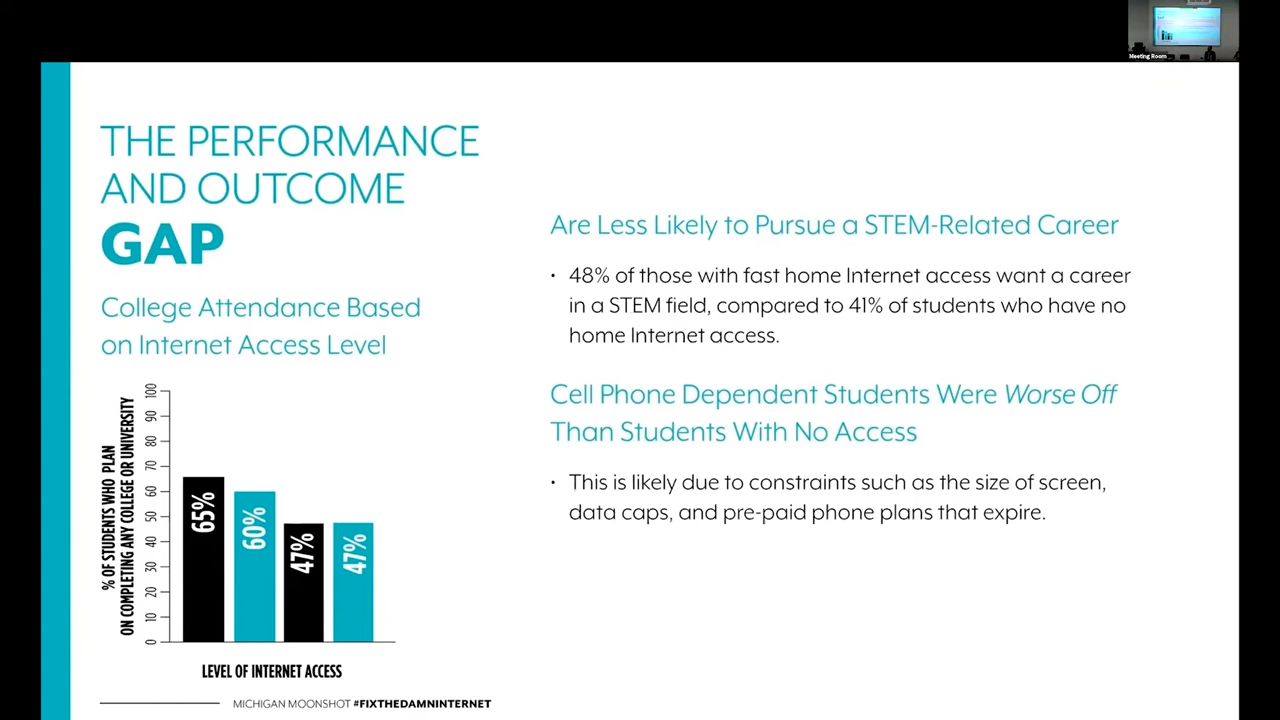 Meeting Room
THE PERFORMANCE
AND OUTCOME
GAP
College Attendance Based
on Internet Access Level
% OF STUDENTS WHO PLAN
ON COMPLETING ANY COLLEGE OR UNIVERSITY
100
90
80
70
60
50
40
30
20
10
0
65%
60%
47%
47%
LEVEL OF INTERNET ACCESS
Are Less Likely to Pursue a STEM-Related Career
• 48% of those with fast home Internet access want a career
in a STEM field, compared to 41% of students who have no
home Internet access.
Cell Phone Dependent Students Were Worse Off
Than Students With No Access
• This is likely due to constraints such as the size of screen,
data caps, and pre-paid phone plans that expire.
MICHIGAN MOONSHOT #FIXTHEDAMNINTERNET